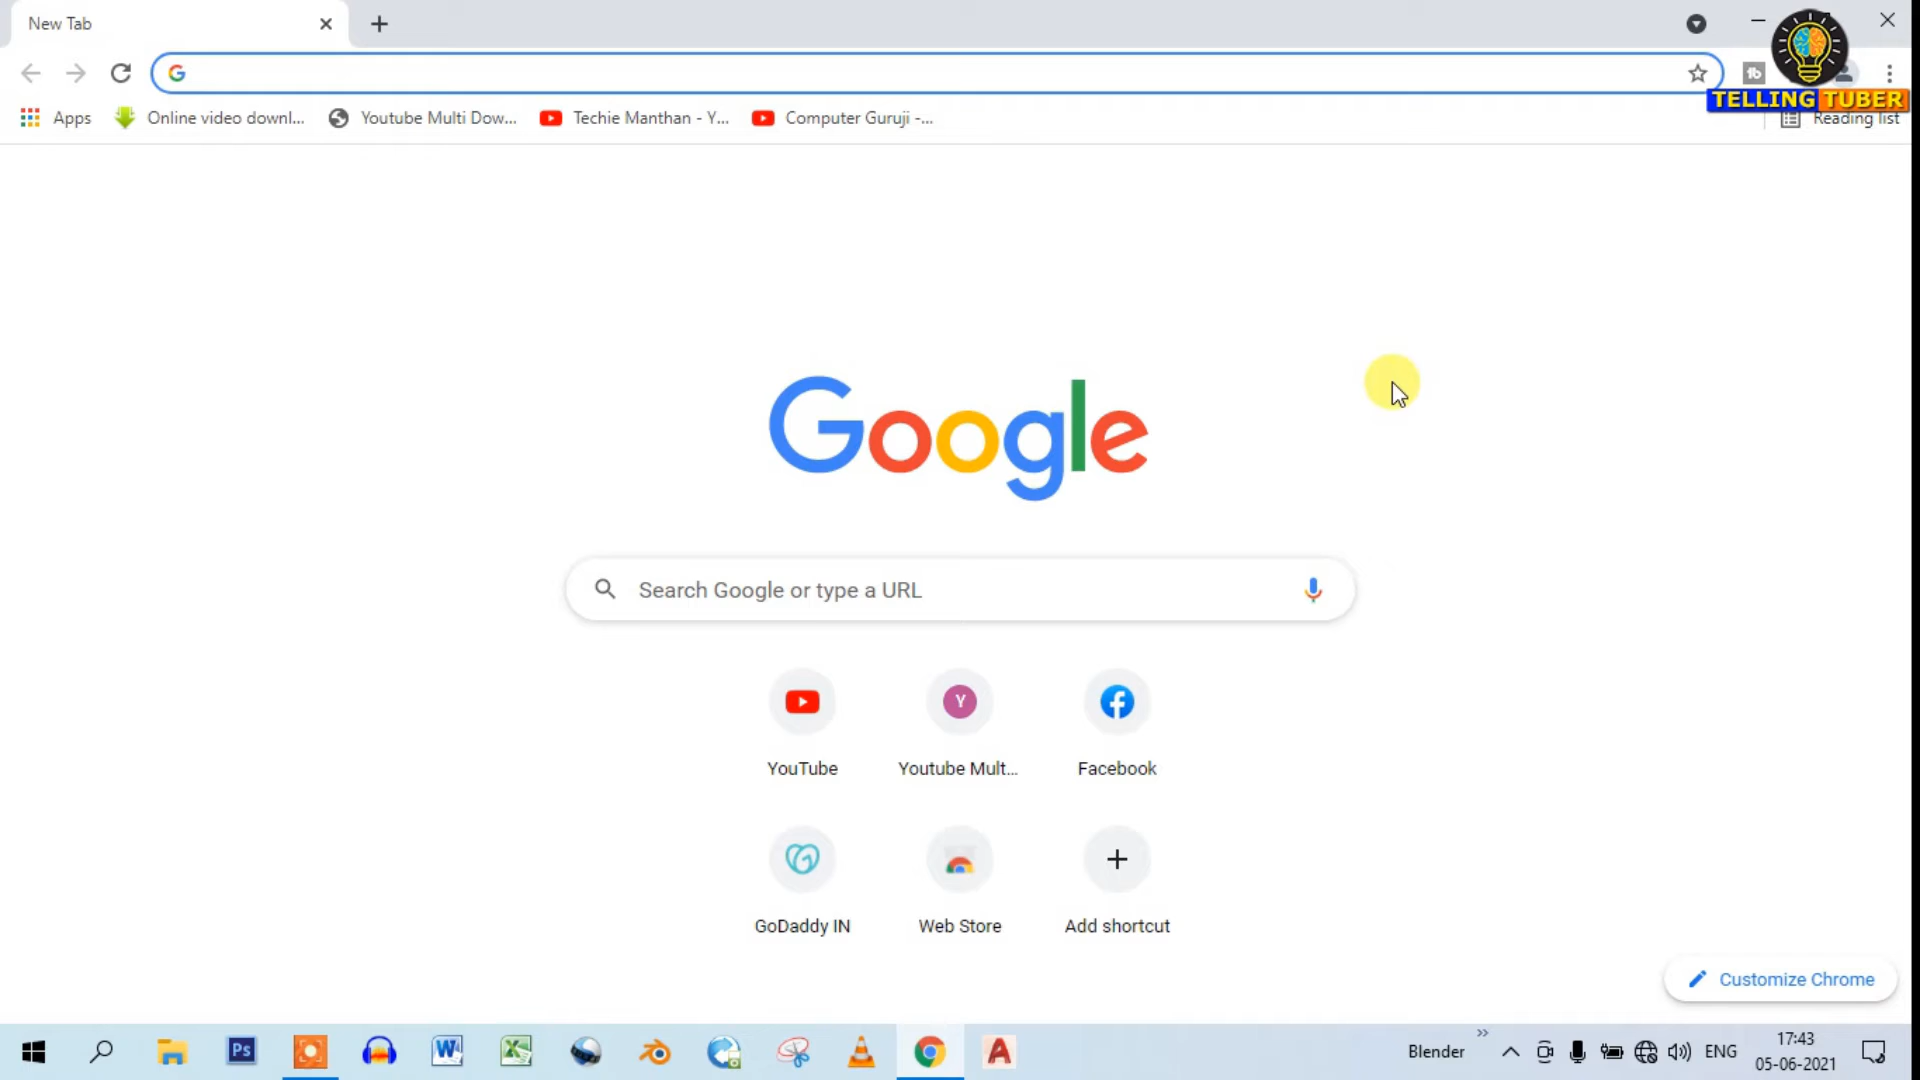 New Tab
TELLING TUBER
Apps
Online video downl...
Youtube Multi Dow...
Techie Manthan - Y...
Computer Guruji -...
Reading list
Google
Search Google or type a URL
YouTube
Youtube Mult...
Facebook
GoDaddy IN
Web Store
Add shortcut
Customize Chrome
Ps
Blender
ENG
17:43
05-06-2021